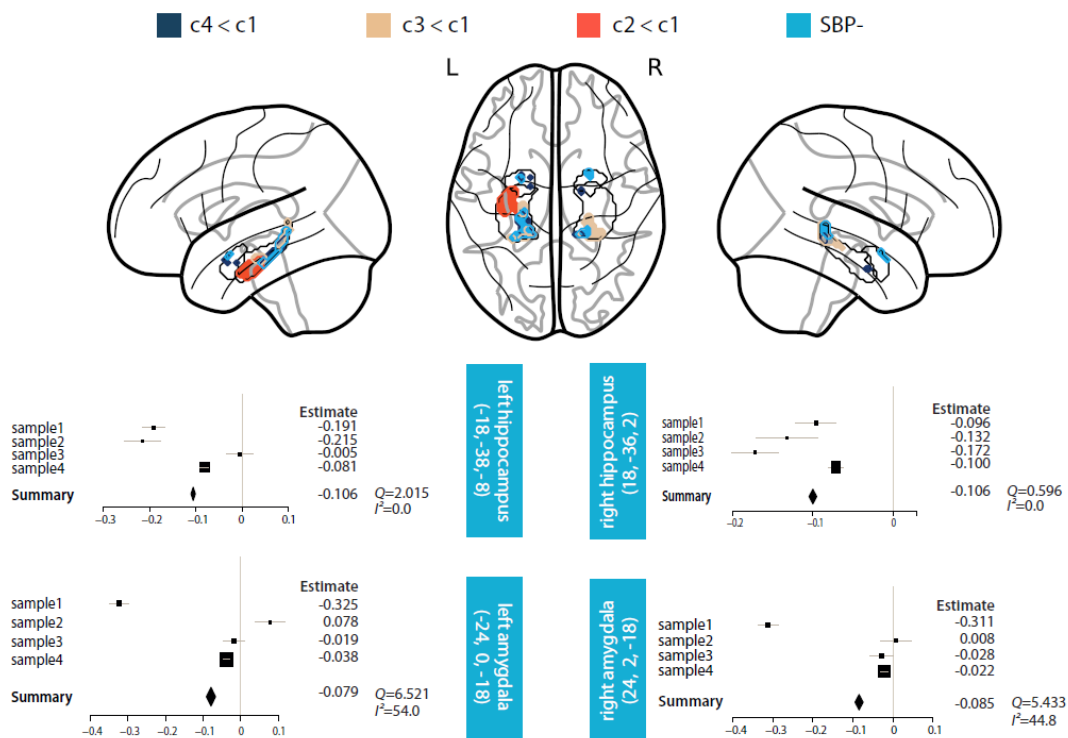 c4 < c1
c3 < c1
c2 < c1
SBP-
L
R
left hippocampus
(-18,-38,-8)
right hippocampus
(18, -36, 2)
Estimate
sample1 -0.191
sample2 -0.215
sample3 -0.005
sample4 -0.081
Summary -0.106 Q=2.015
I²=0.0
−0.3 −0.2 −0.1 0 0.1
Estimate
sample1 -0.096
sample2 -0.132
sample3 -0.172
sample4 -0.100
Summary -0.106 Q=0.596
I²=0.0
−0.2 −0.1 0
left amygdala
(-24, 0, -18)
right amygdala
(24, 2, -18)
Estimate
sample1 -0.325
sample2 0.078
sample3 -0.019
sample4 -0.038
Summary -0.079 Q=6.521
I²=54.0
−0.4 −0.3 −0.2 −0.1 0 0.1
Estimate
sample1 -0.311
sample2 0.008
sample3 -0.028
sample4 -0.022
Summary -0.085 Q=5.433
I²=44.8
−0.4 −0.3 −0.2 −0.1 0 0.1